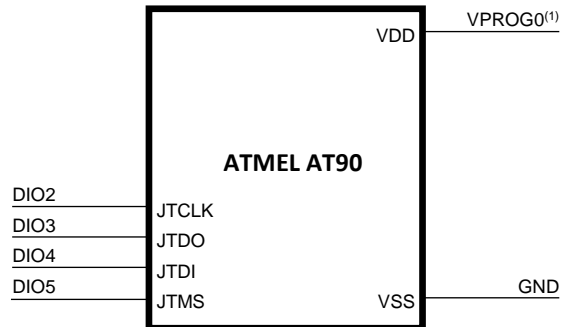 VPROG0(1)
VDD
ATMEL AT90
DIO2
JTCLK
DIO3
JTDO
DIO4
JTDI
DIO5
JTMS
VSS
GND